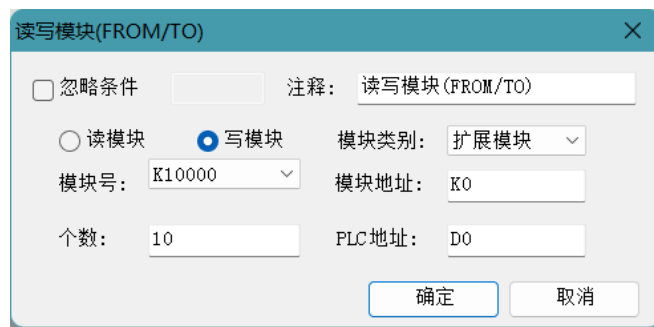 读写模块(FROM/TO)
忽略条件 注释: 读写模块(FROM/TO)
读模块 写模块 模块类别: 扩展模块
模块号: K10000 模块地址: K0
个数: 10 PLC地址: D0
确定 取消